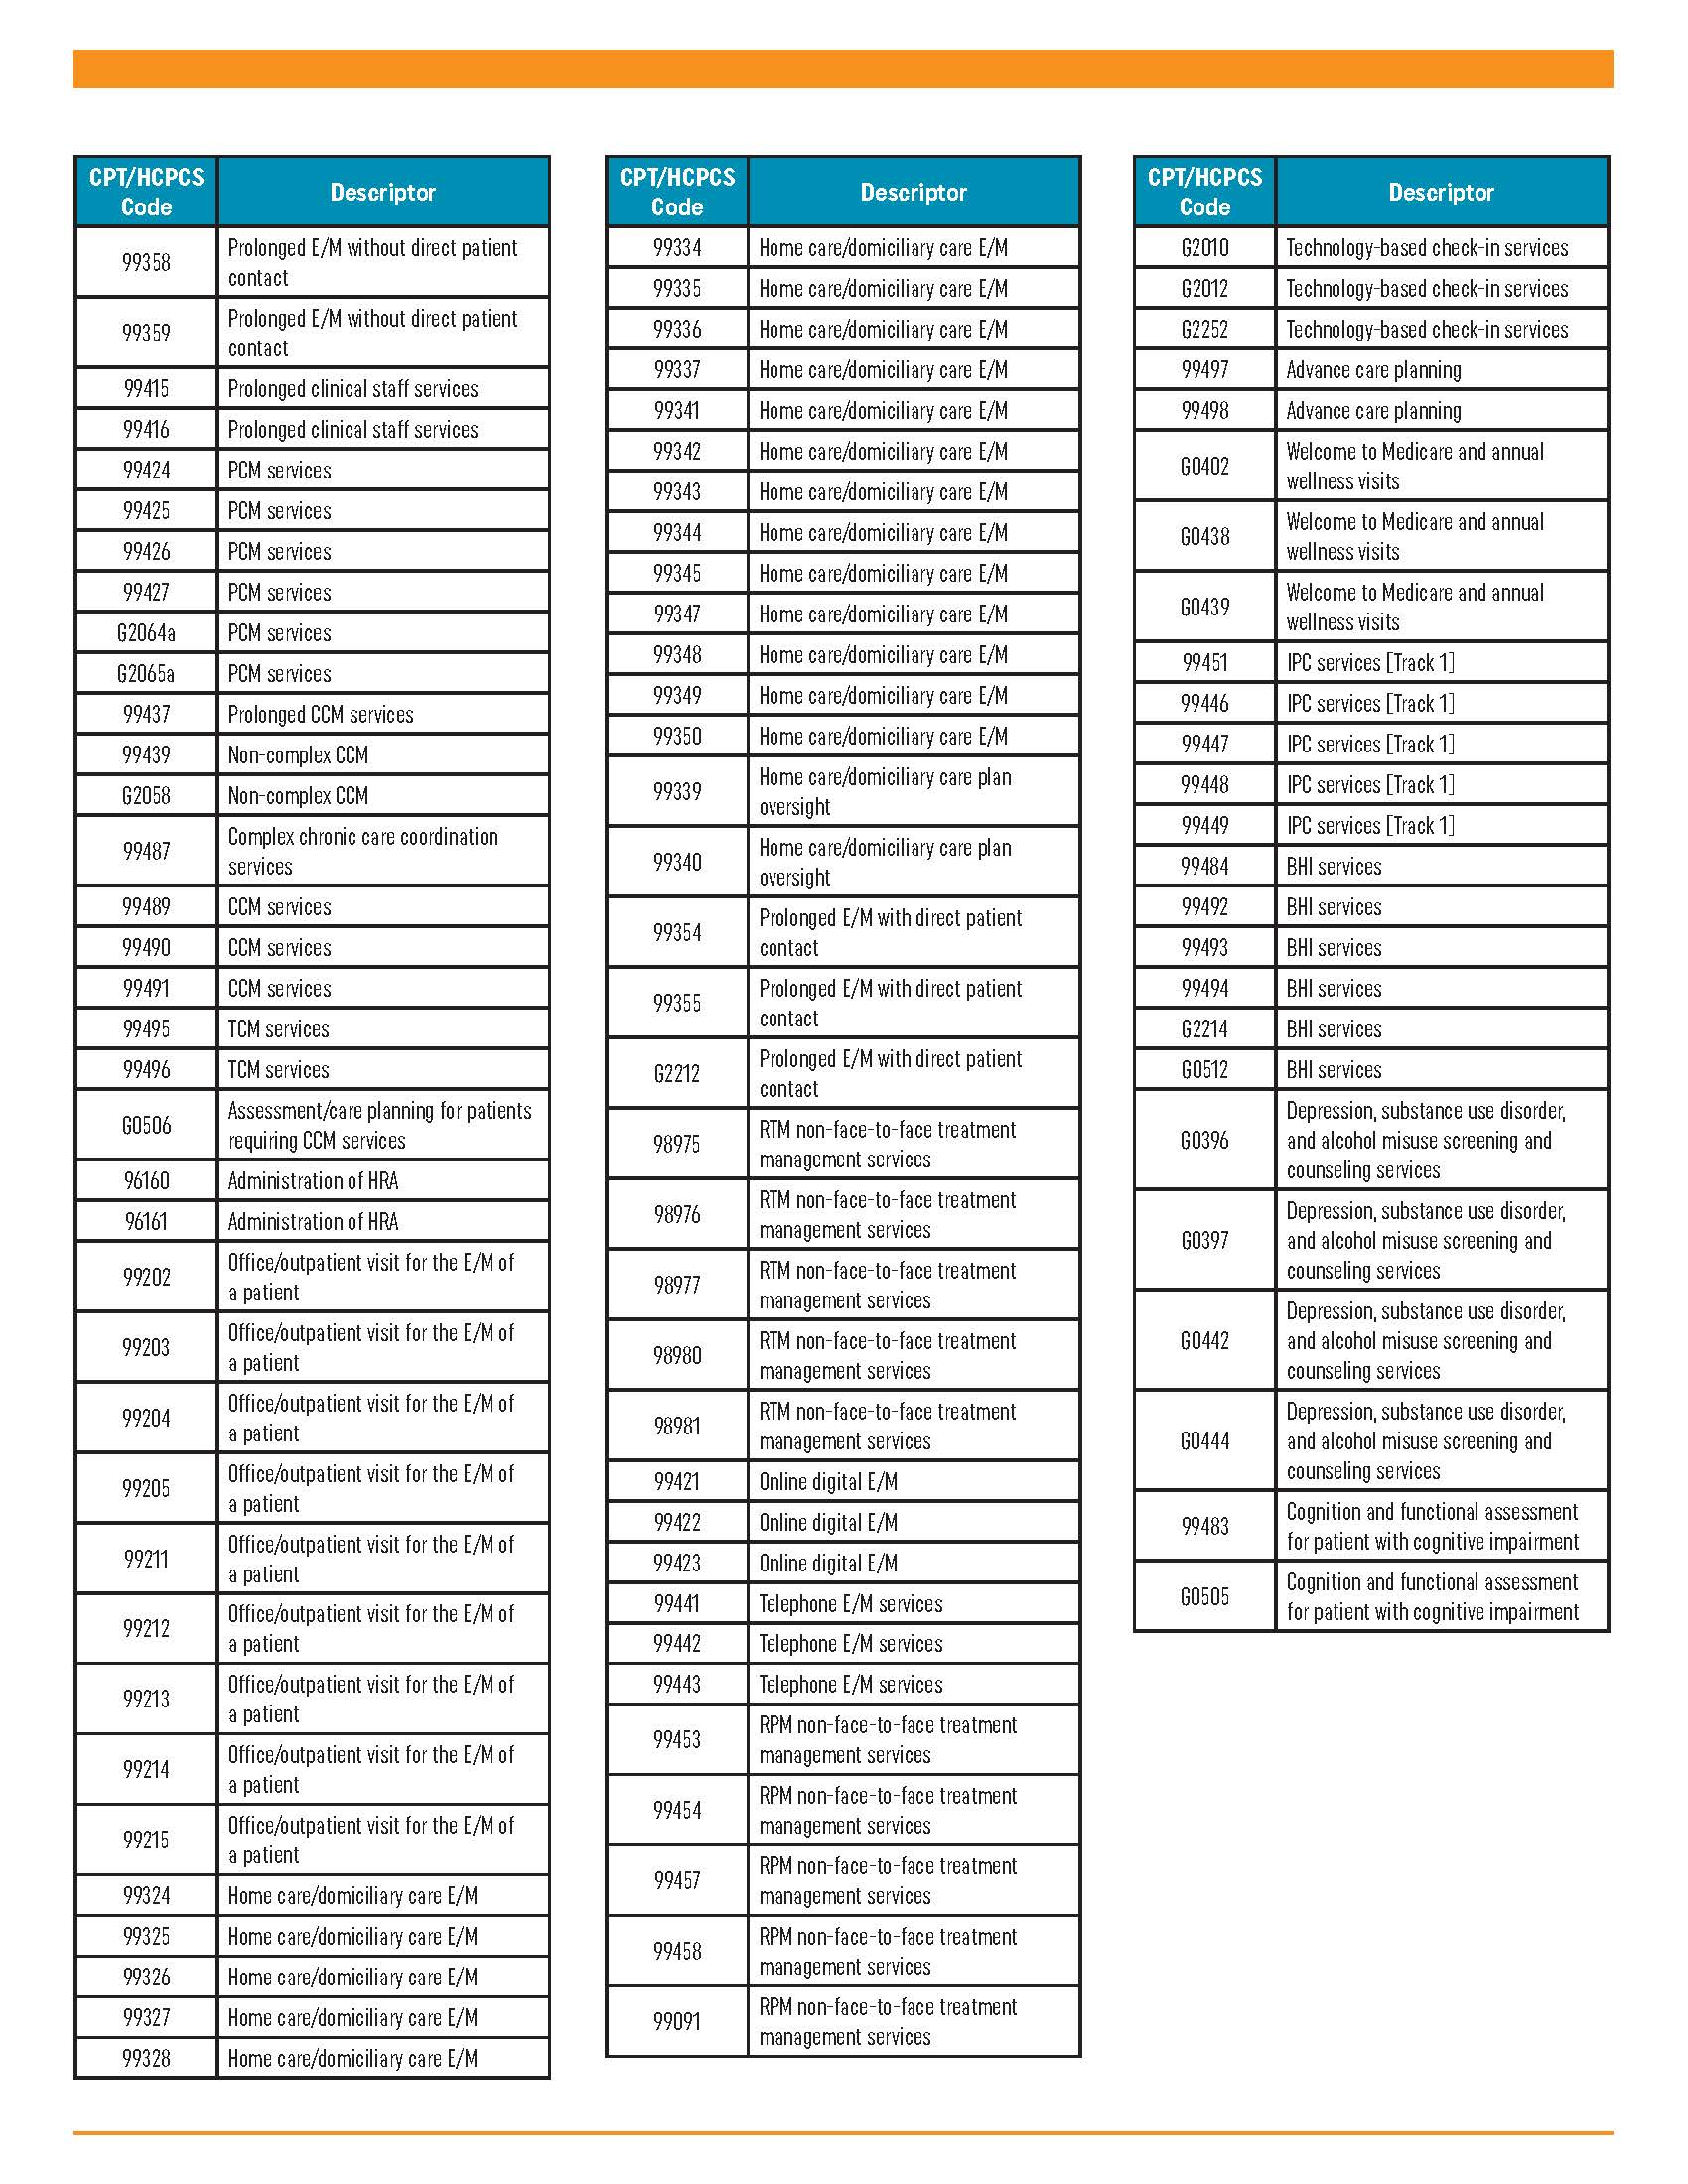 CPT/HCPCS
Code
Descriptor
99358
Prolonged E/M without direct patient
contact
99359
Prolonged E/M without direct patient
contact
99415 Prolonged clinical staff services
99416 Prolonged clinical staff services
99424 PCM services
99425 PCM services
99426 PCM services
99427 PCM services
G2064a PCM services
G2065a PCM services
99437 Prolonged CCM services
99439 Non-complex CCM
G2058 Non-complex CCM
99487
Complex chronic care coordination
services
99489 CCM services
99490 CCM services
99491 CCM services
99495 TCM services
99496 TCM services
G0506
Assessment/care planning for patients
requiring CCM services
96160 Administration of HRA
96161 Administration of HRA
99202
Office/outpatient visit for the E/M of
a patient
99203
Office/outpatient visit for the E/M of
a patient
99204
Office/outpatient visit for the E/M of
a patient
99205
Office/outpatient visit for the E/M of
a patient
99211
Office/outpatient visit for the E/M of
a patient
99212
Office/outpatient visit for the E/M of
a patient
99213
Office/outpatient visit for the E/M of
a patient
99214
Office/outpatient visit for the E/M of
a patient
99215
Office/outpatient visit for the E/M of
a patient
99324 Home care/domiciliary care E/M
99325 Home care/domiciliary care E/M
99326 Home care/domiciliary care E/M
99327 Home care/domiciliary care E/M
99328 Home care/domiciliary care E/M
CPT/HCPCS
Code
Descriptor
99334 Home care/domiciliary care E/M
99335 Home care/domiciliary care E/M
99336 Home care/domiciliary care E/M
99337 Home care/domiciliary care E/M
99341 Home care/domiciliary care E/M
99342 Home care/domiciliary care E/M
99343 Home care/domiciliary care E/M
99344 Home care/domiciliary care E/M
99345 Home care/domiciliary care E/M
99347 Home care/domiciliary care E/M
99348 Home care/domiciliary care E/M
99349 Home care/domiciliary care E/M
99350 Home care/domiciliary care E/M
99339
Home care/domiciliary care plan
oversight
99340
Home care/domiciliary care plan
oversight
99354
Prolonged E/M with direct patient
contact
99355
Prolonged E/M with direct patient
contact
G2212
Prolonged E/M with direct patient
contact
98975
RTM non-face-to-face treatment
management services
98976
RTM non-face-to-face treatment
management services
98977
RTM non-face-to-face treatment
management services
98980
RTM non-face-to-face treatment
management services
98981
RTM non-face-to-face treatment
management services
99421 Online digital E/M
99422 Online digital E/M
99423 Online digital E/M
99441 Telephone E/M services
99442 Telephone E/M services
99443 Telephone E/M services
99453
RPM non-face-to-face treatment
management services
99454
RPM non-face-to-face treatment
management services
99457
RPM non-face-to-face treatment
management services
99458
RPM non-face-to-face treatment
management services
99091
RPM non-face-to-face treatment
management services
CPT/HCPCS
Code
Descriptor
G2010 Technology-based check-in services
G2012 Technology-based check-in services
G2252 Technology-based check-in services
99497 Advance care planning
99498 Advance care planning
G0402
Welcome to Medicare and annual
wellness visits
G0438
Welcome to Medicare and annual
wellness visits
G0439
Welcome to Medicare and annual
wellness visits
99451 IPC services [Track 1]
99446 IPC services [Track 1]
99447 IPC services [Track 1]
99448 IPC services [Track 1]
99449 IPC services [Track 1]
99484 BHI services
99492 BHI services
99493 BHI services
99494 BHI services
G2214 BHI services
G0512 BHI services
G0396
Depression, substance use disorder,
and alcohol misuse screening and
counseling services
G0397
Depression, substance use disorder,
and alcohol misuse screening and
counseling services
G0442
Depression, substance use disorder,
and alcohol misuse screening and
counseling services
G0444
Depression, substance use disorder,
and alcohol misuse screening and
counseling services
99483
Cognition and functional assessment
for patient with cognitive impairment
G0505
Cognition and functional assessment
for patient with cognitive impairment